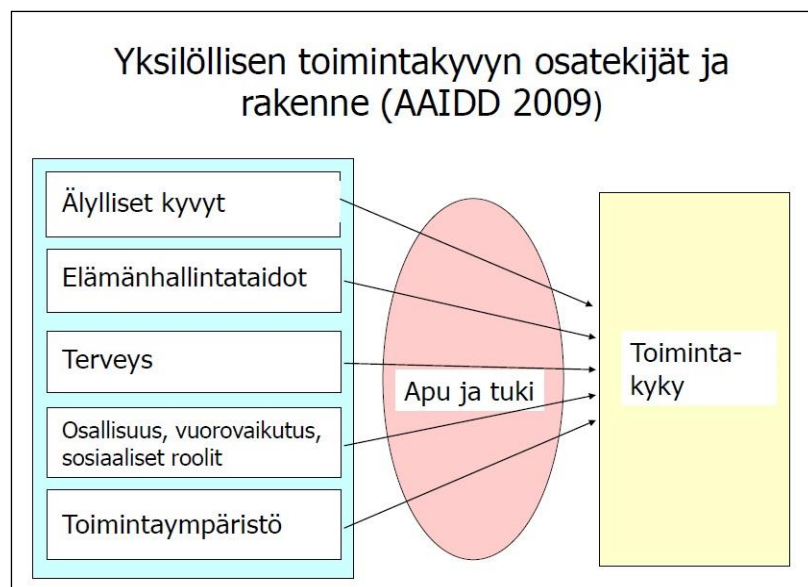 Yksilöllisen toimintakyvyn osatekijät ja
rakenne (AAIDD 2009)
Älylliset kyvyt
Elämänhallintataidot
Terveys
Osallisuus, vuorovaikutus,
sosiaaliset roolit
Toimintaympäristö
Apu ja tuki
Toiminta-
kyky